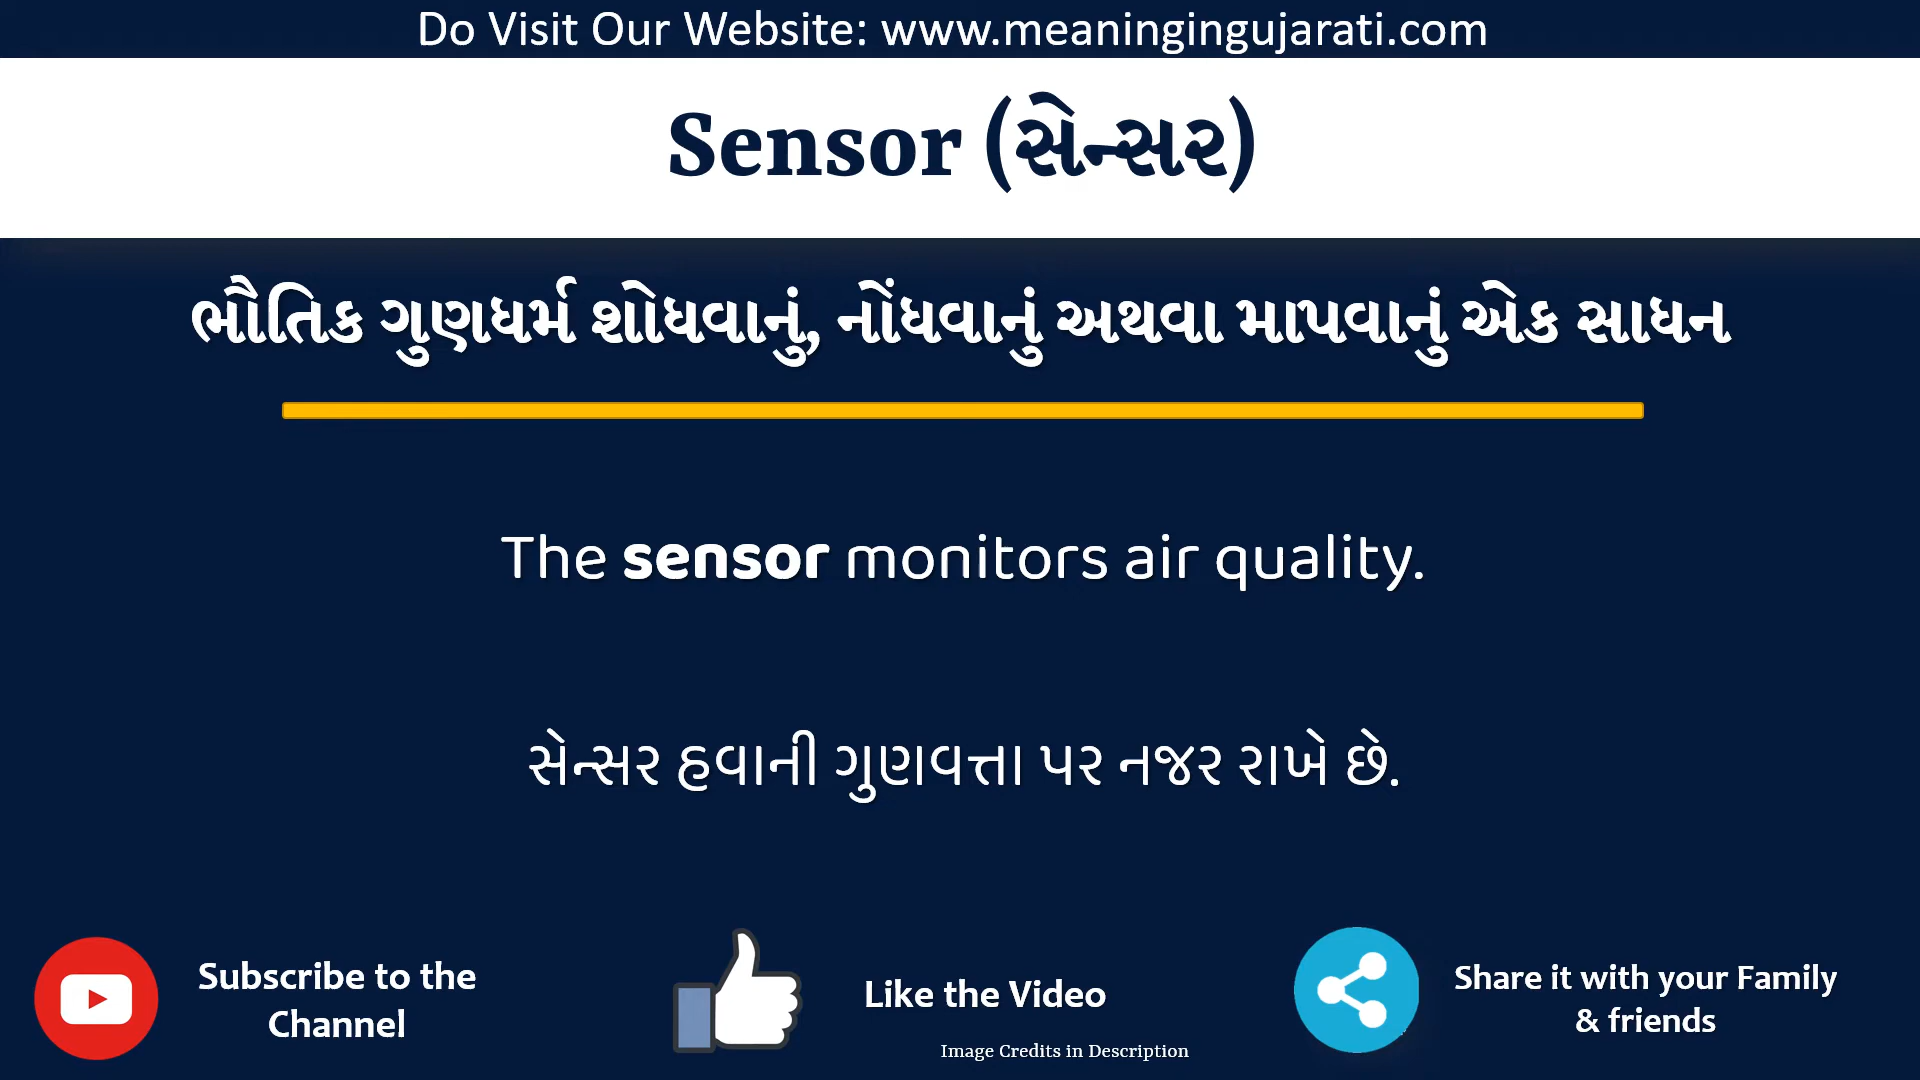 Do Visit Our Website: www.meaningingujarati.com
Sensor (સેન્સર)
ભૌતિક ગુણધર્મ શોધવાનું, નોંધવાનું અથવા માપવાનું એક સાધન
The sensor monitors air quality.
સેન્સર હવાની ગુણવત્તા પર નજર રાખે છે.
Subscribe to the
Channel
Like the Video
Share it with your Family
& friends
Image Credits in Description